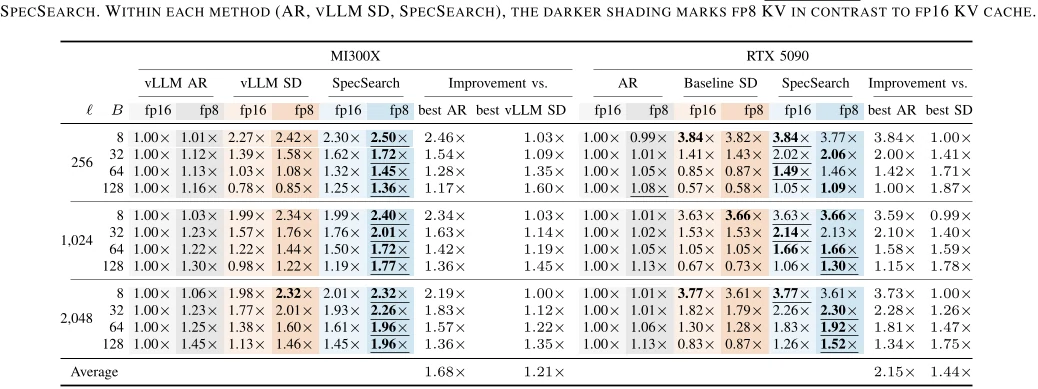 SPECSEARCH. WITHIN EACH METHOD (AR, VLLM SD, SPECSEARCH), THE DARKER SHADING MARKS FP8 KV IN CONTRAST TO FP16 KV CACHE.
MI300X RTX 5090
vLLM AR vLLM SD SpecSearch Improvement vs. AR Baseline SD SpecSearch Improvement vs.
ℓ B fp16 fp8 fp16 fp8 fp16 fp8 best AR best vLLM SD fp16 fp8 fp16 fp8 fp16 fp8 best AR best SD
256 8 1.00× 1.01× 2.27× 2.42× 2.30× 2.50× 2.46× 1.03× 1.00× 0.99× 3.84× 3.82× 3.84× 3.77× 3.84× 1.00×
32 1.00× 1.12× 1.39× 1.58× 1.62× 1.72× 1.54× 1.09× 1.00× 1.01× 1.41× 1.43× 2.02× 2.06× 2.00× 1.41×
64 1.00× 1.13× 1.03× 1.08× 1.32× 1.45× 1.28× 1.35× 1.00× 1.05× 0.85× 0.87× 1.49× 1.46× 1.42× 1.71×
128 1.00× 1.16× 0.78× 0.85× 1.25× 1.36× 1.17× 1.60× 1.00× 1.08× 0.57× 0.58× 1.05× 1.09× 1.00× 1.87×
1,024 8 1.00× 1.03× 1.99× 2.34× 1.99× 2.40× 2.34× 1.03× 1.00× 1.01× 3.63× 3.66× 3.63× 3.66× 3.59× 0.99×
32 1.00× 1.23× 1.57× 1.76× 1.76× 2.01× 1.63× 1.14× 1.00× 1.02× 1.53× 1.53× 2.14× 2.13× 2.10× 1.40×
64 1.00× 1.22× 1.22× 1.44× 1.50× 1.72× 1.42× 1.19× 1.00× 1.05× 1.05× 1.05× 1.66× 1.66× 1.58× 1.59×
128 1.00× 1.30× 0.98× 1.22× 1.19× 1.77× 1.36× 1.45× 1.00× 1.13× 0.67× 0.73× 1.06× 1.30× 1.15× 1.78×
2,048 8 1.00× 1.06× 1.98× 2.32× 2.01× 2.32× 2.19× 1.00× 1.00× 1.01× 3.77× 3.61× 3.77× 3.61× 3.73× 1.00×
32 1.00× 1.23× 1.77× 2.01× 1.93× 2.26× 1.83× 1.12× 1.00× 1.01× 1.82× 1.79× 2.26× 2.30× 2.28× 1.26×
64 1.00× 1.25× 1.38× 1.60× 1.61× 1.96× 1.57× 1.22× 1.00× 1.06× 1.30× 1.28× 1.83× 1.92× 1.81× 1.47×
128 1.00× 1.45× 1.13× 1.46× 1.45× 1.96× 1.36× 1.35× 1.00× 1.13× 0.83× 0.87× 1.26× 1.52× 1.34× 1.75×
Average 1.68× 1.21× 2.15× 1.44×